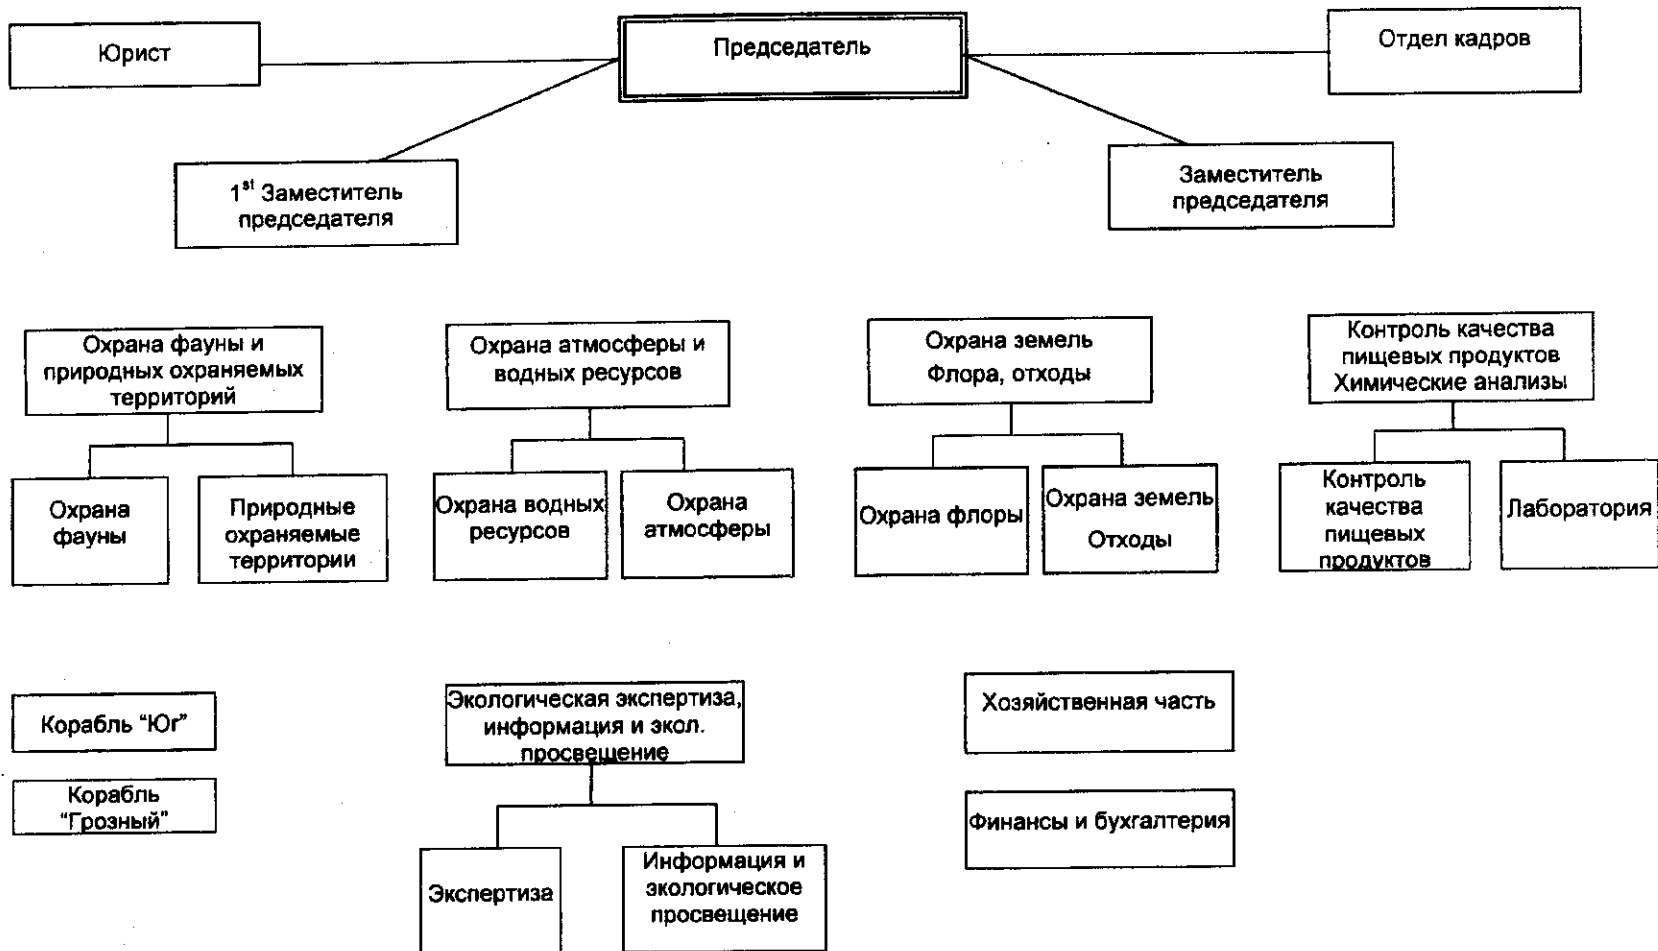 Юрист
Председатель
Отдел кадров
1st Заместитель
председателя
Заместитель
председателя
Охрана фауны и
природных охраняемых
территорий
Охрана атмосферы и
водных ресурсов
Охрана земель
Флора, отходы
Контроль качества
пищевых продуктов
Химические анализы
Охрана
фауны
Природные
охраняемые
территории
Охрана водных
ресурсов
Охрана
атмосферы
Охрана флоры
Охрана земель
Отходы
Контроль
качества
пищевых
продуктов
Лаборатория
Корабль "Юг"
Корабль
"Грозный"
Экологическая экспертиза,
информация и экол.
просвещение
Экспертиза
Информация и
экологическое
просвещение
Хозяйственная часть
Финансы и бухгалтерия